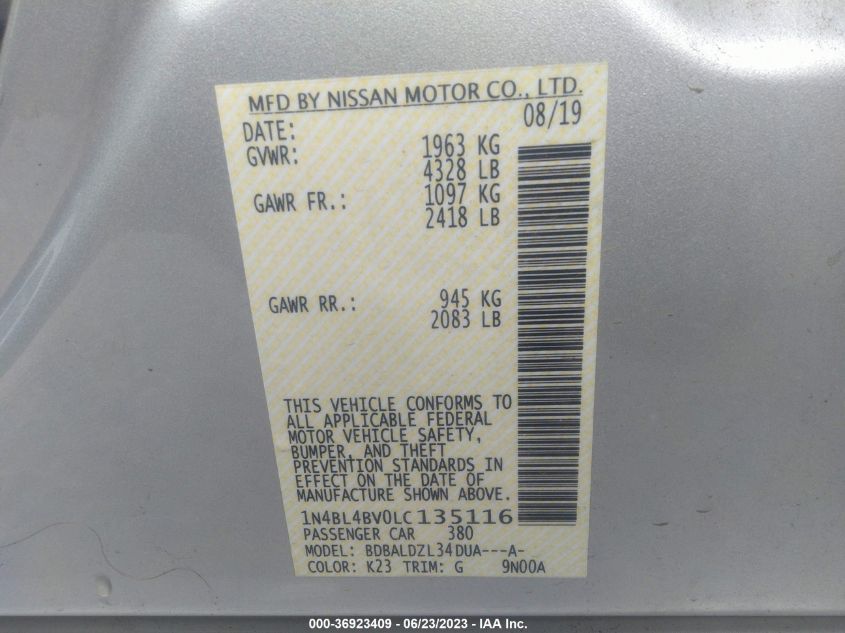 MFD BY NISSAN MOTOR CO., LTD.
DATE: 08/19
GVWR: 1963 KG
4328 LB
GAWR FR.: 1097 KG
2418 LB
GAWR RR.: 945 KG
2083 LB
THIS VEHICLE CONFORMS TO
ALL APPLICABLE FEDERAL
MOTOR VEHICLE SAFETY,
BUMPER, AND THEFT
PREVENTION STANDARDS IN
EFFECT ON THE DATE OF
MANUFACTURE SHOWN ABOVE.
1N4BL4BV0LC135116
PASSENGER CAR 380
MODEL: BDBALDZL34DUA---A-
COLOR: K23 TRIM: G 9N00A
000-36923409 - 06/23/2023 - IAA Inc.